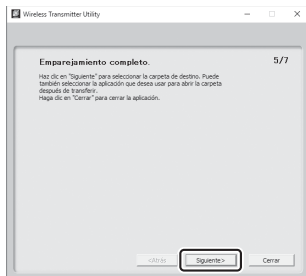 Wireless Transmitter Utility
Emparejamiento completo.
5/7
Haz clic en "Siguiente" para seleccionar la carpeta de destino. Puede
también seleccionar la aplicación que desea usar para abrir la carpeta
después de transferir.
Haga clic en "Cerrar" para cerrar la aplicación.
<Atrás
Siguiente>
Cerrar